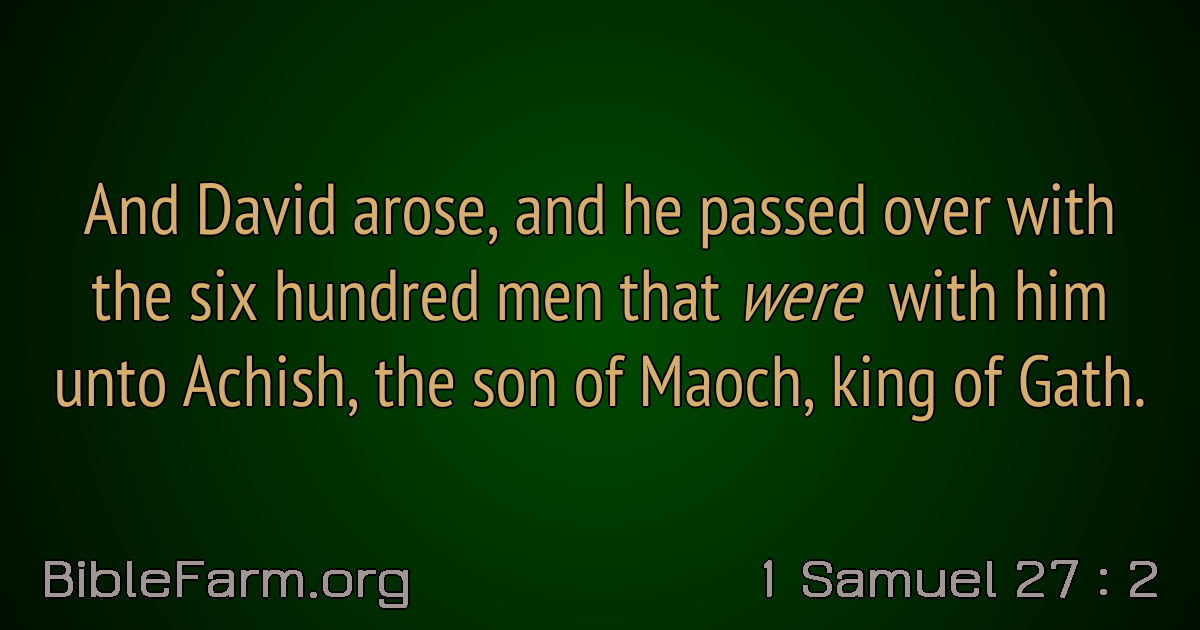 And David arose, and he passed over with
the six hundred men that were with him
unto Achish, the son of Maoch, king of Gath.
BibleFarm.org
1 Samuel 27 : 2